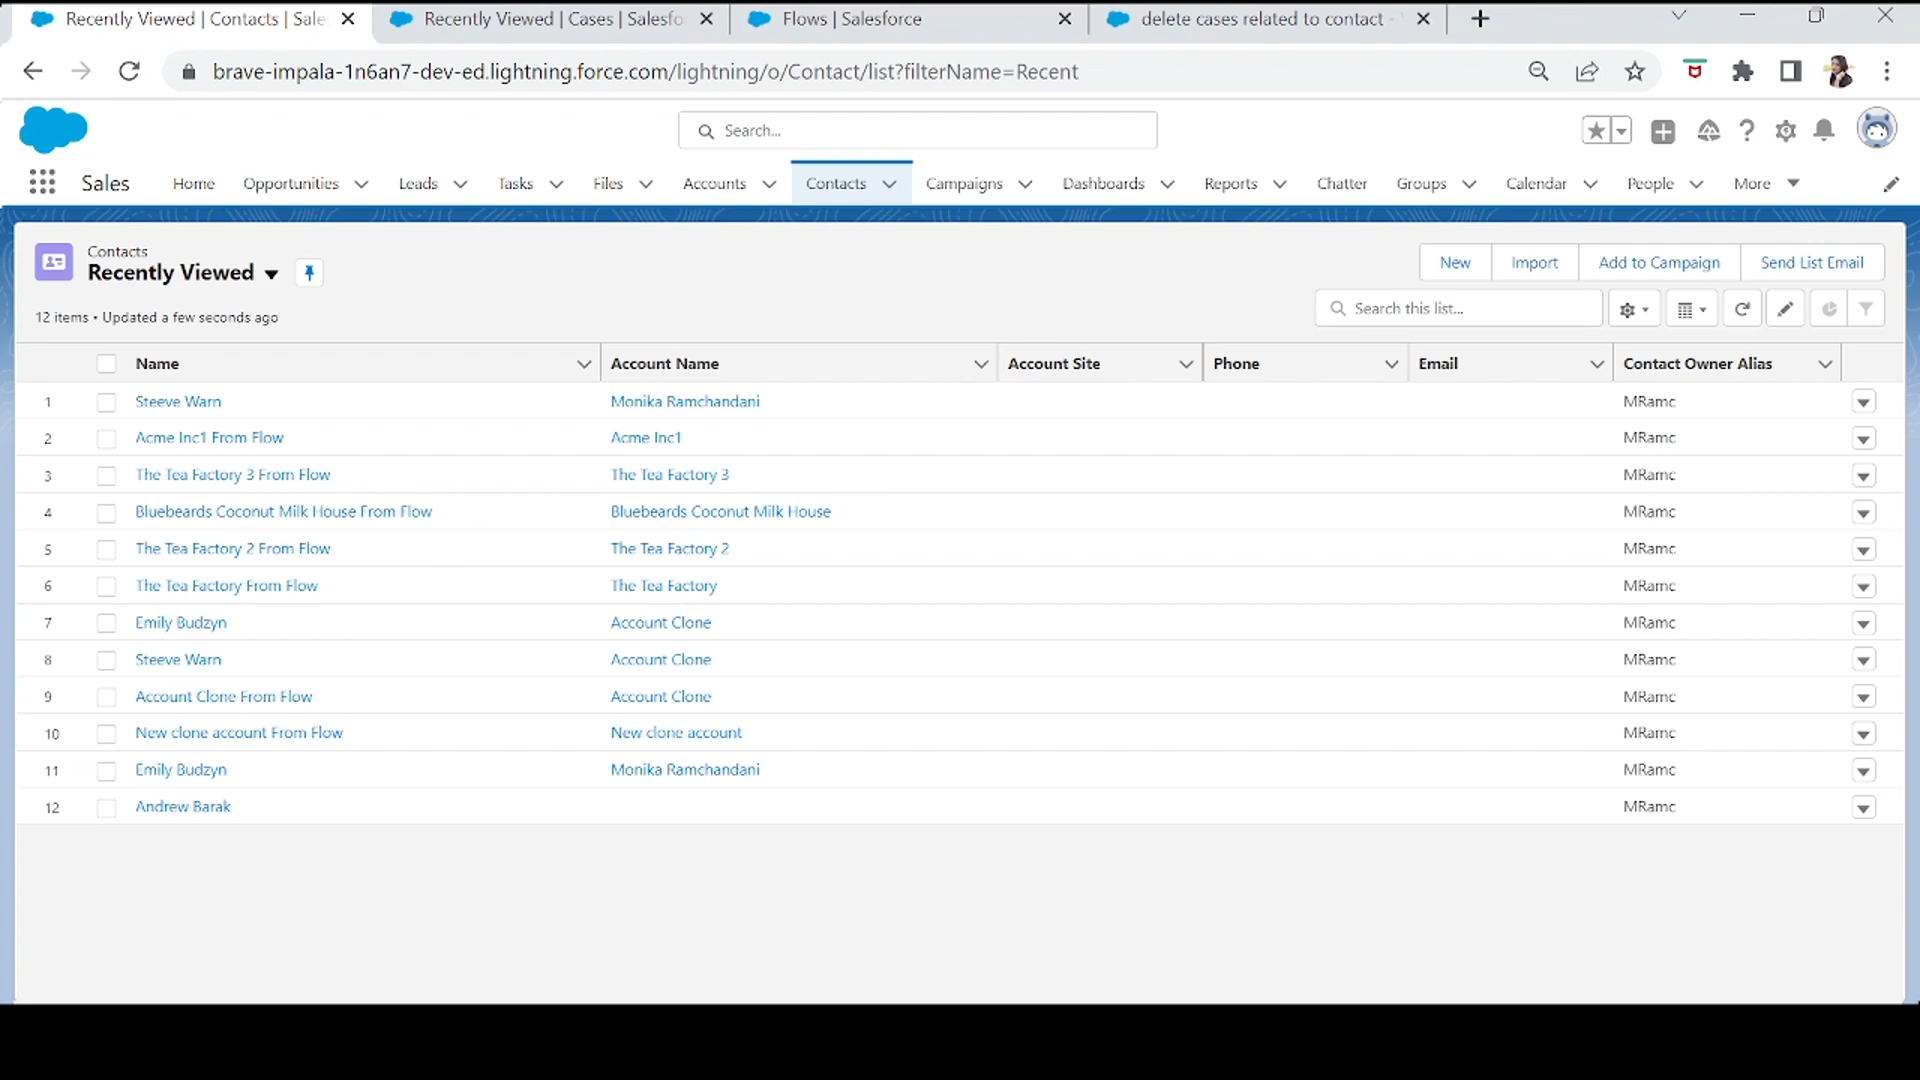 Recently Viewed | Contacts | Sale
Recently Viewed | Cases | Salesfo
Flows | Salesforce
delete cases related to contact -
brave-impala-1n6an7-dev-ed.lightning.force.com/lightning/o/Contact/list?filterName=Recent
Search...
Sales
Home
Opportunities
Leads
Tasks
Files
Accounts
Contacts
Campaigns
Dashboards
Reports
Chatter
Groups
Calendar
People
More
Contacts
Recently Viewed
New
Import
Add to Campaign
Send List Email
12 items • Updated a few seconds ago
Search this list...
Name Account Name Account Site Phone Email Contact Owner Alias
1 Steeve Warn Monika Ramchandani MRamc
2 Acme Inc1 From Flow Acme Inc1 MRamc
3 The Tea Factory 3 From Flow The Tea Factory 3 MRamc
4 Bluebeards Coconut Milk House From Flow Bluebeards Coconut Milk House MRamc
5 The Tea Factory 2 From Flow The Tea Factory 2 MRamc
6 The Tea Factory From Flow The Tea Factory MRamc
7 Emily Budzyn Account Clone MRamc
8 Steeve Warn Account Clone MRamc
9 Account Clone From Flow Account Clone MRamc
10 New clone account From Flow New clone account MRamc
11 Emily Budzyn Monika Ramchandani MRamc
12 Andrew Barak MRamc